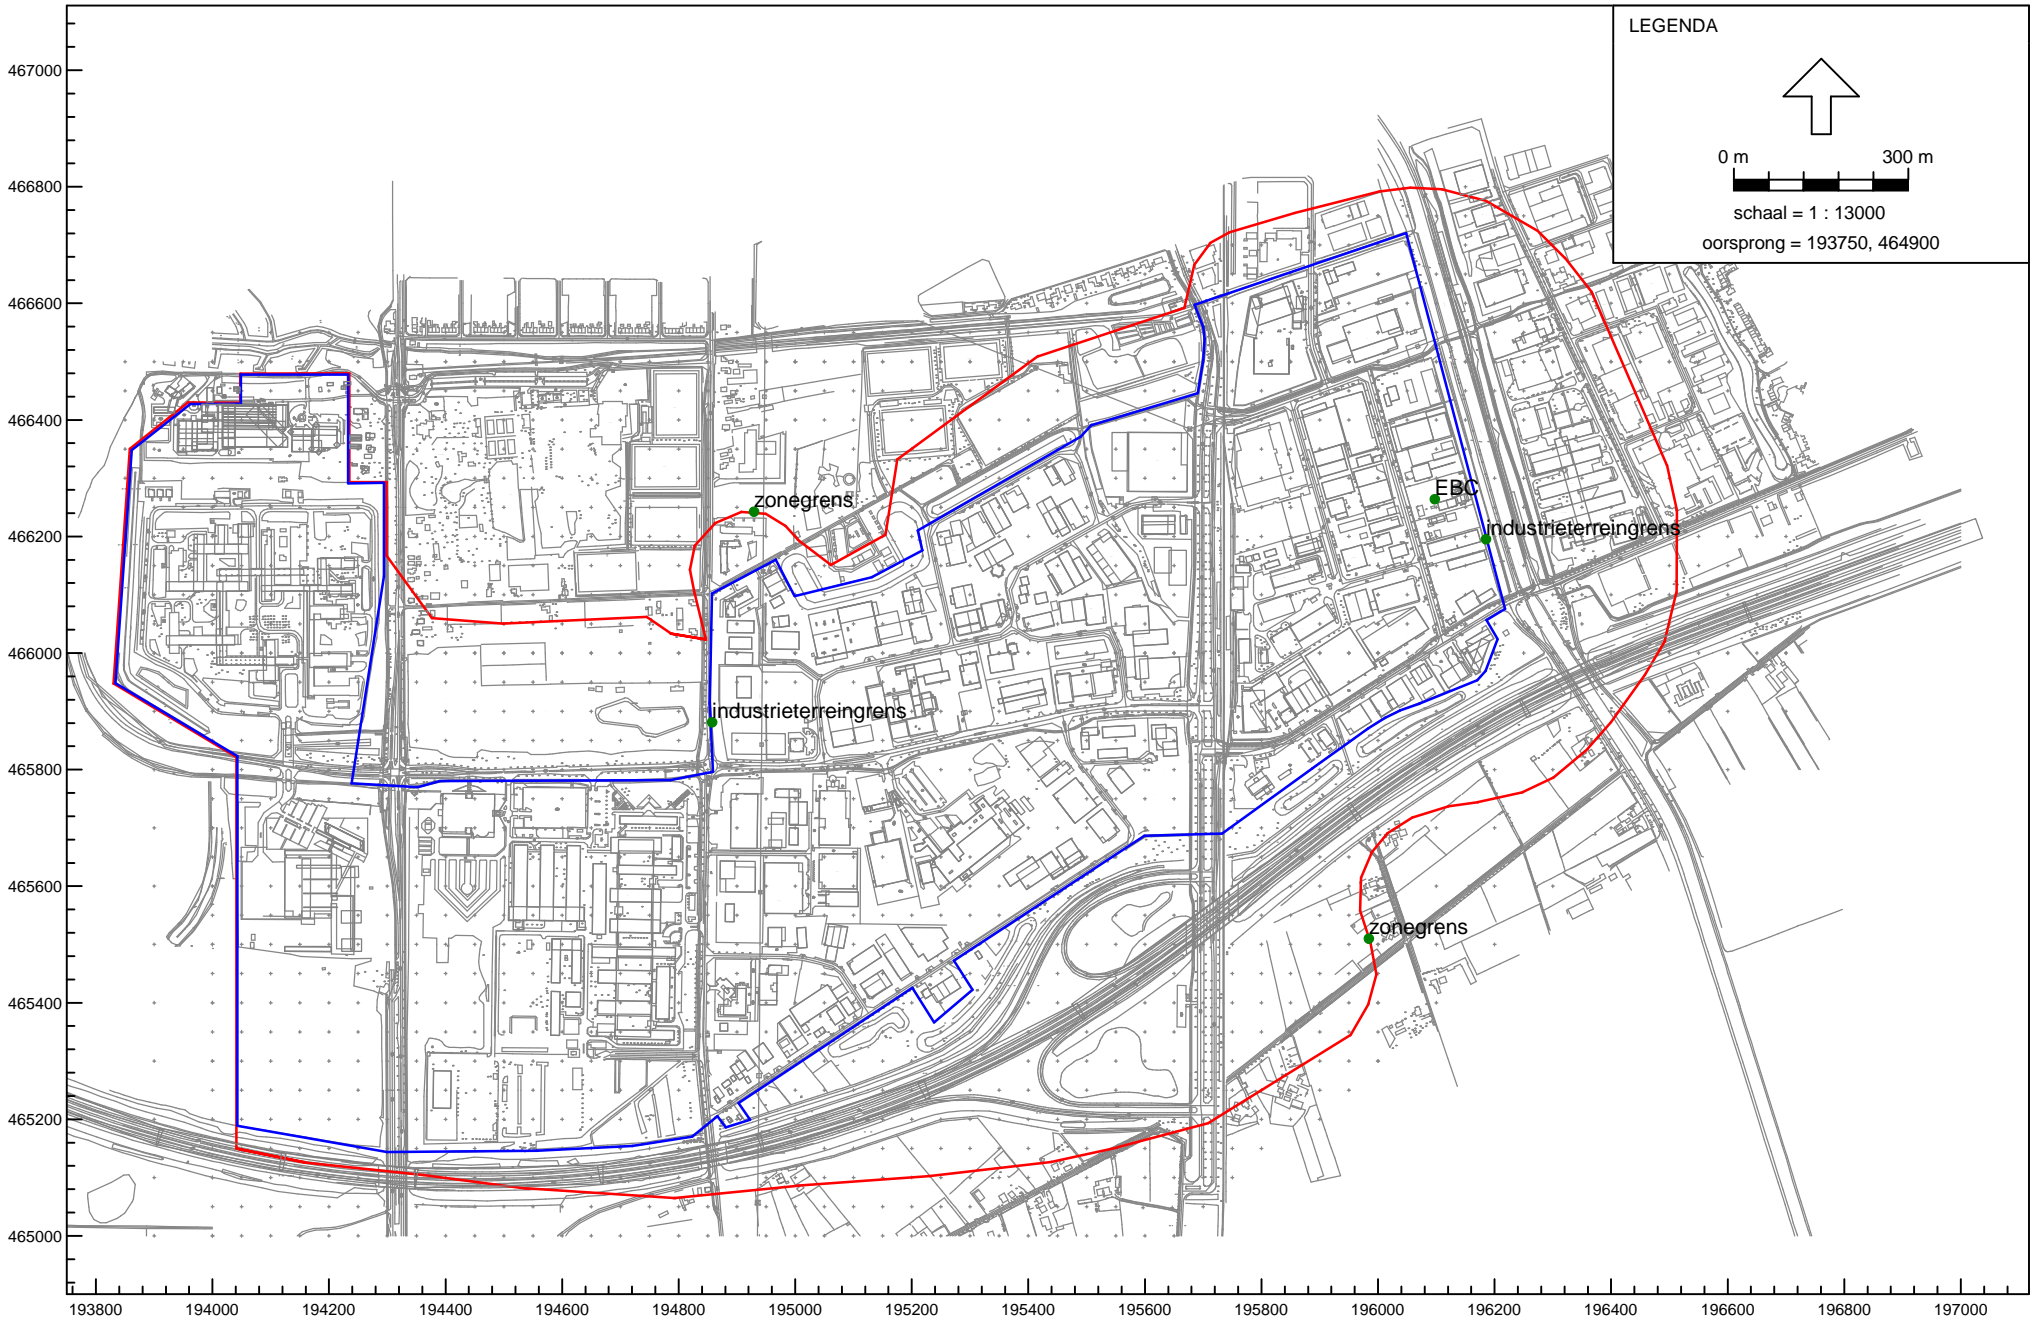 LEGENDA
0 m 300 m
schaal = 1 : 13000
oorsprong = 193750, 464900
467000
466800
466600
466400
466200
466000
465800
465600
465400
465200
465000
zonegrens
EBC
industrieterreingrens
industrieterreingrens
zonegrens
193800 194000 194200 194400 194600 194800 195000 195200 195400 195600 195800 196000 196200 196400 196600 196800 197000